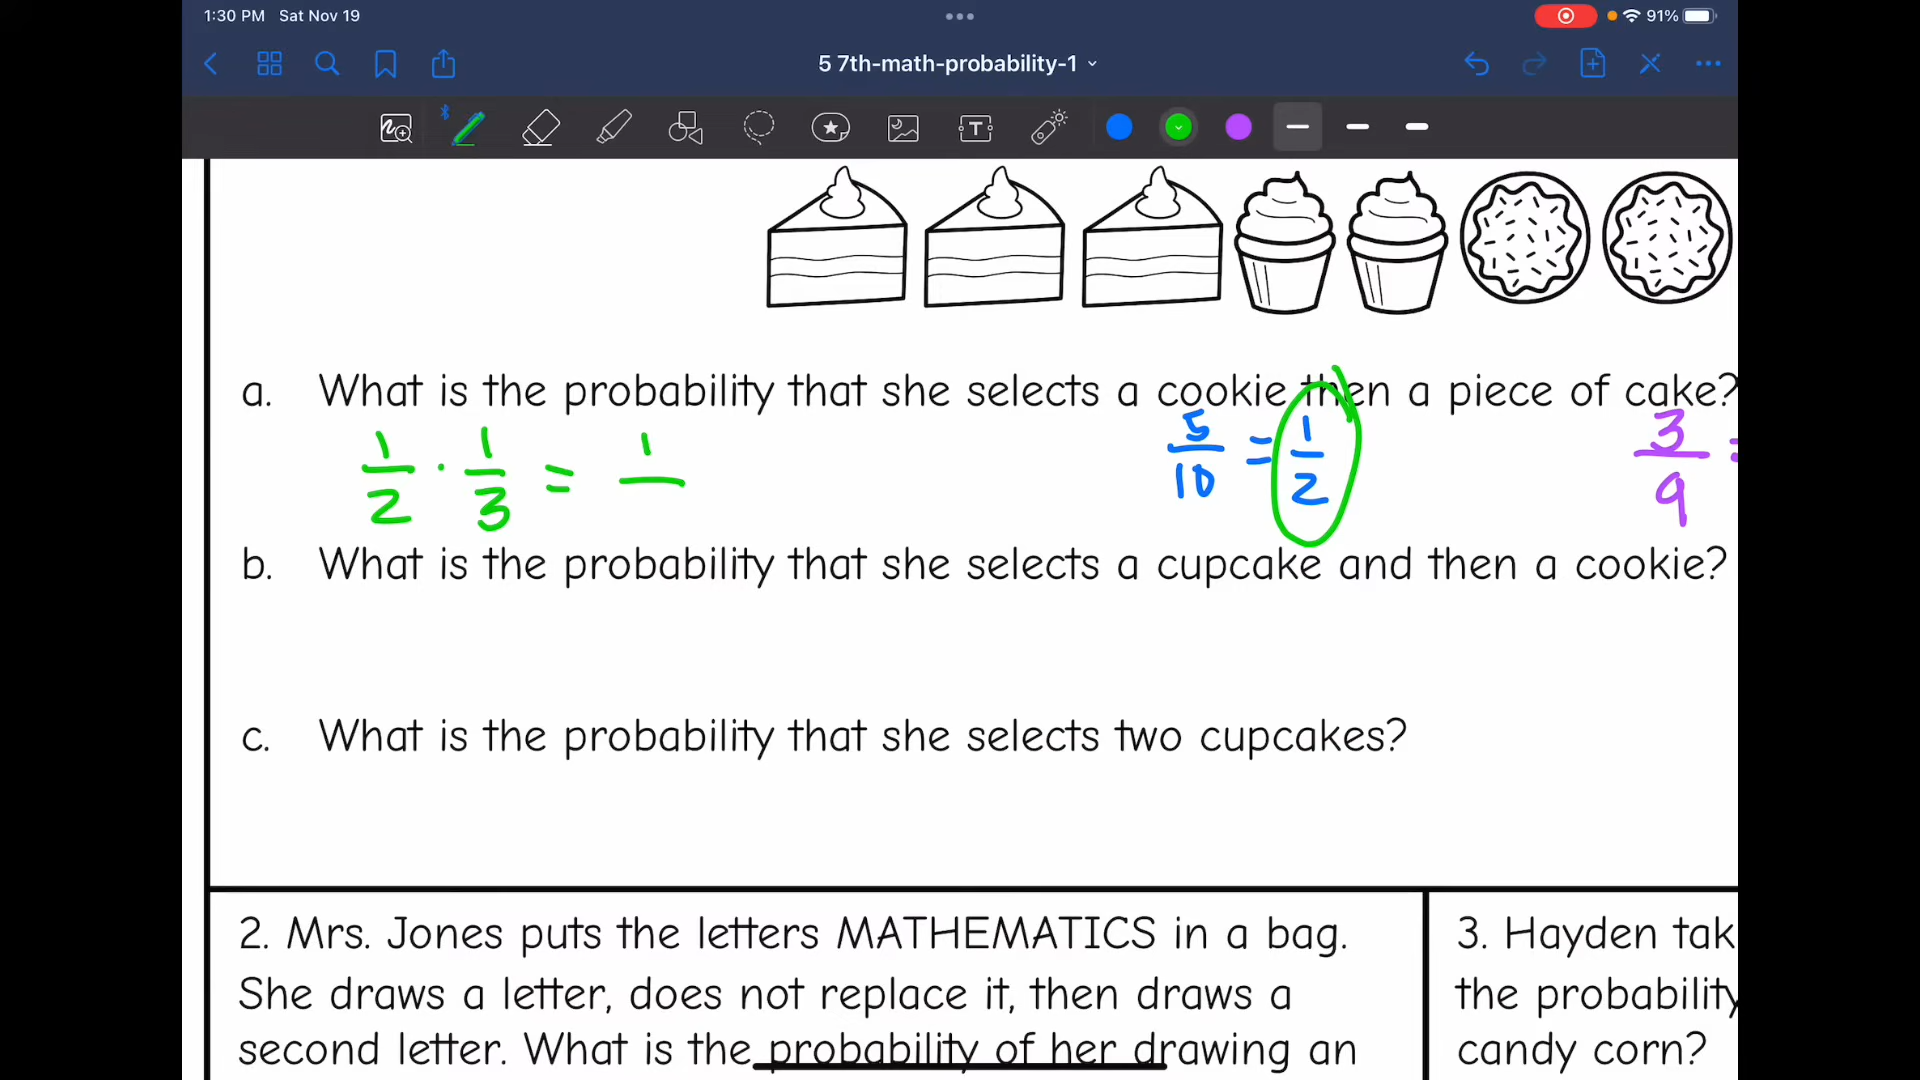 1:30 PM Sat Nov 19
91%
5 7th-math-probability-1
T
a. What is the probability that she selects a cookie then a piece of cake?
1/2 · 1/3 = 1/
5/10 = 1/2
3/9 =
b. What is the probability that she selects a cupcake and then a cookie?
c. What is the probability that she selects two cupcakes?
2. Mrs. Jones puts the letters MATHEMATICS in a bag.
She draws a letter, does not replace it, then draws a
second letter. What is the probability of her drawing an
3. Hayden tak
the probability
candy corn?